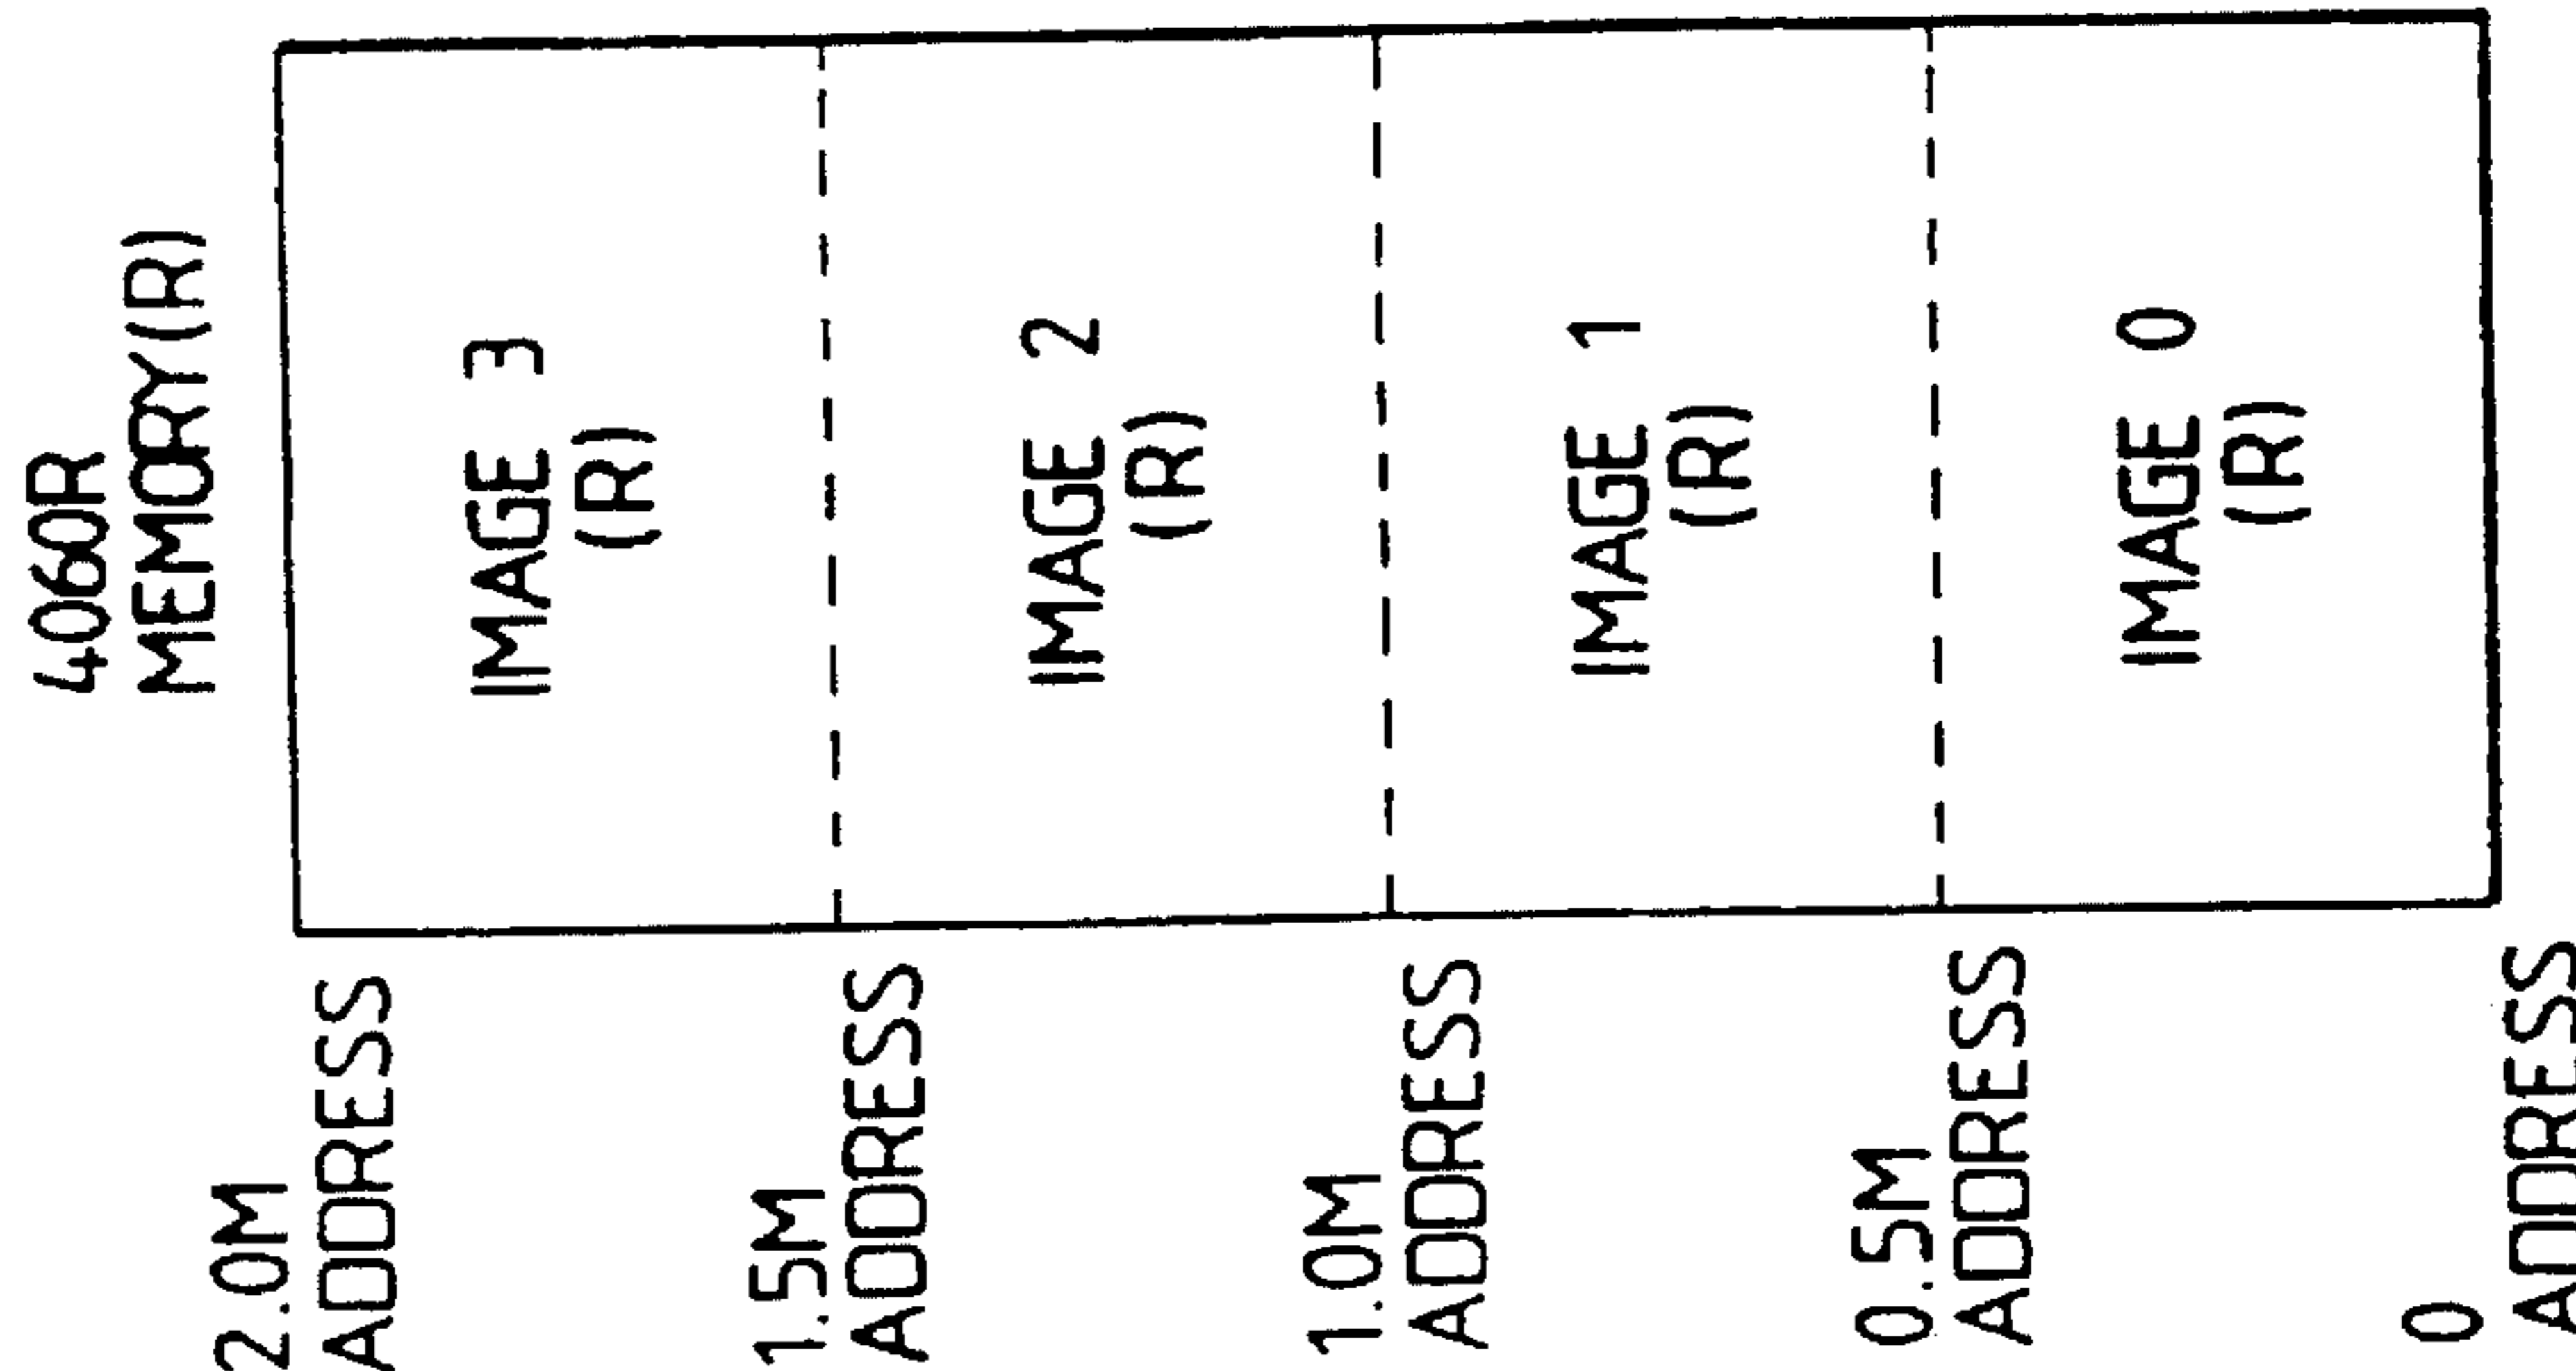 4060R
MEMORY(R)
2.0M
ADDRESS
IMAGE 3
(R)
1.5M
ADDRESS
IMAGE 2
(R)
1.0M
ADDRESS
IMAGE 1
(R)
0.5M
ADDRESS
IMAGE 0
(R)
0
ADDRESS